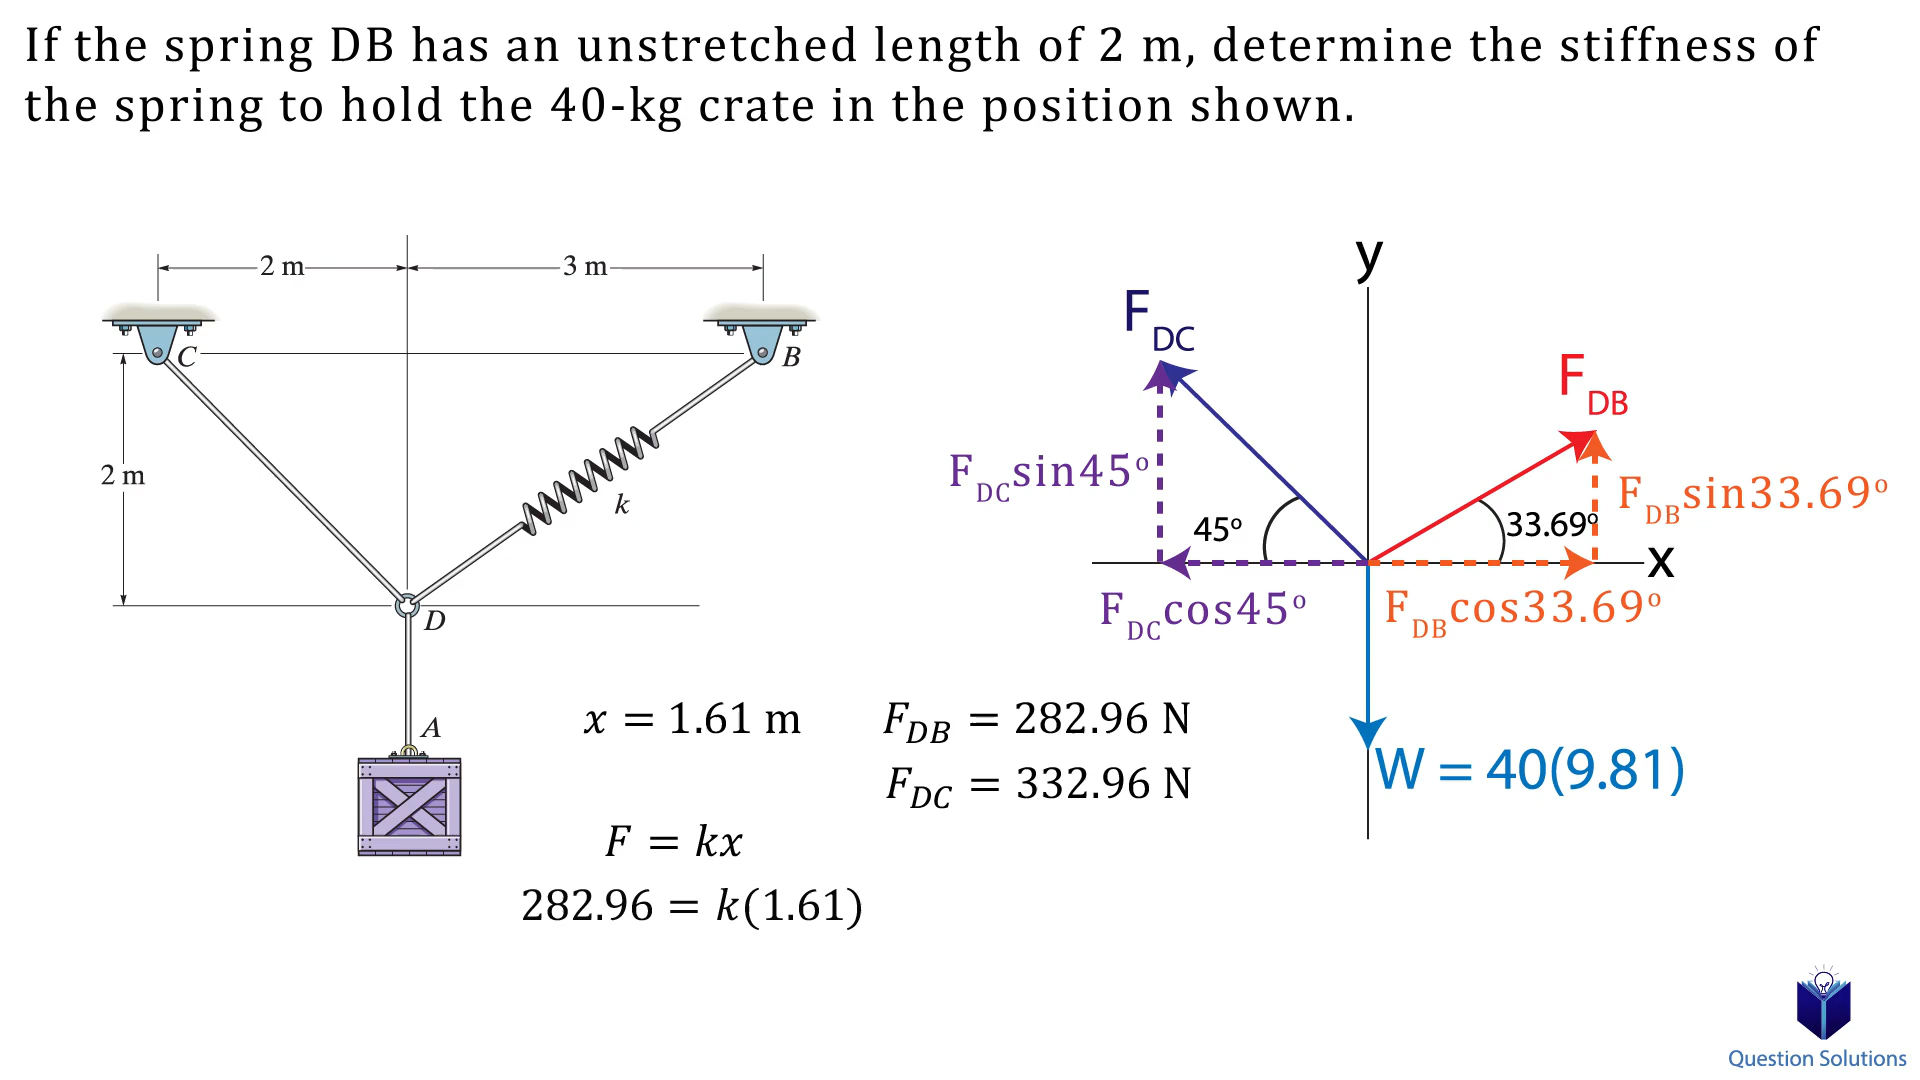 If the spring DB has an unstretched length of 2 m, determine the stiffness of
the spring to hold the 40-kg crate in the position shown.
2 m
3 m
C
B
2 m
k
D
A
y
F_DC
F_DB
F_DC sin45°
45°
33.69°
F_DB sin33.69°
x
F_DC cos45°
F_DB cos33.69°
W = 40(9.81)
x = 1.61 m
F_DB = 282.96 N
F_DC = 332.96 N
F = kx
282.96 = k(1.61)
Question Solutions